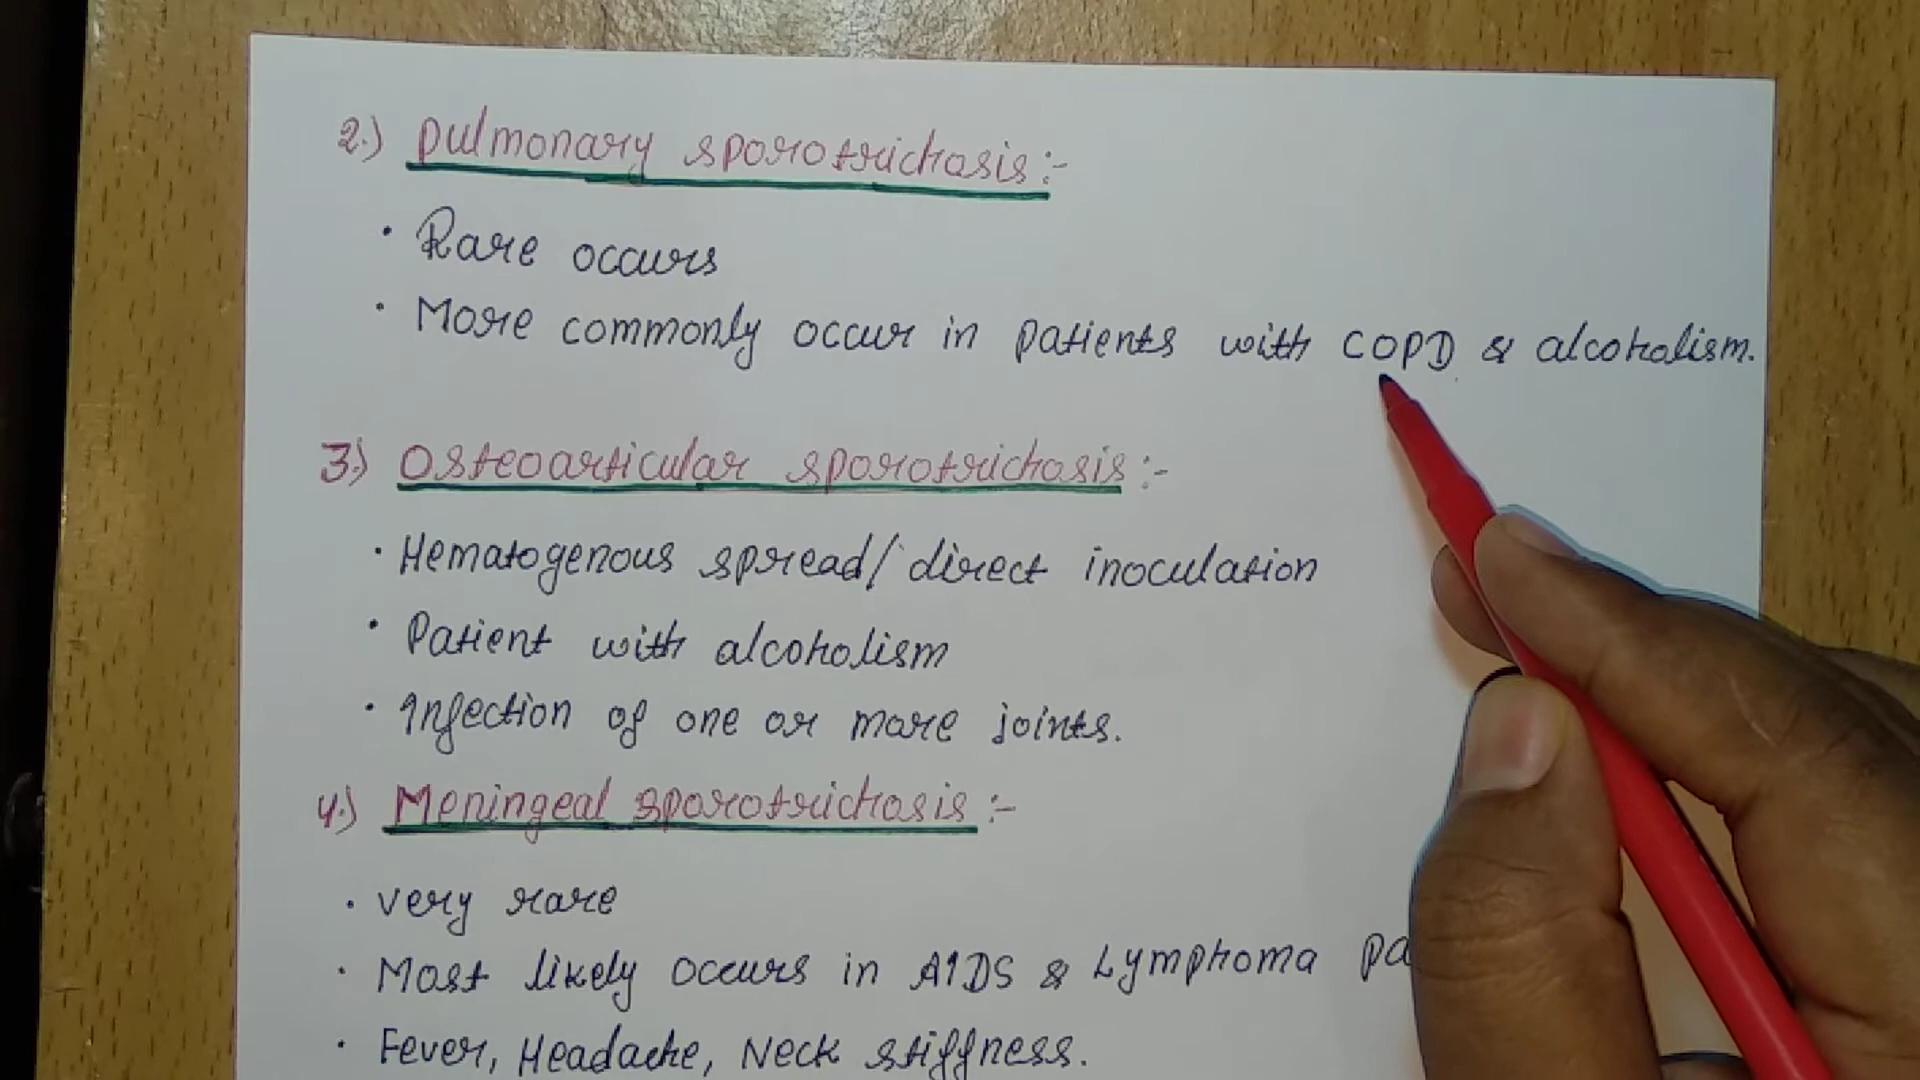 2.) Pulmonary sporotrichosis:-
• Rare occurs
• More commonly occur in patients with COPD & alcoholism.
3.) Osteoarticular sporotrichosis:-
• Hematogenous spread/direct inoculation
• Patient with alcoholism
• Infection of one or more joints.
4.) Meningeal sporotrichosis:-
• very rare
• Most likely occurs in AIDS & Lymphoma pa
• Fever, Headache, Neck stiffness.